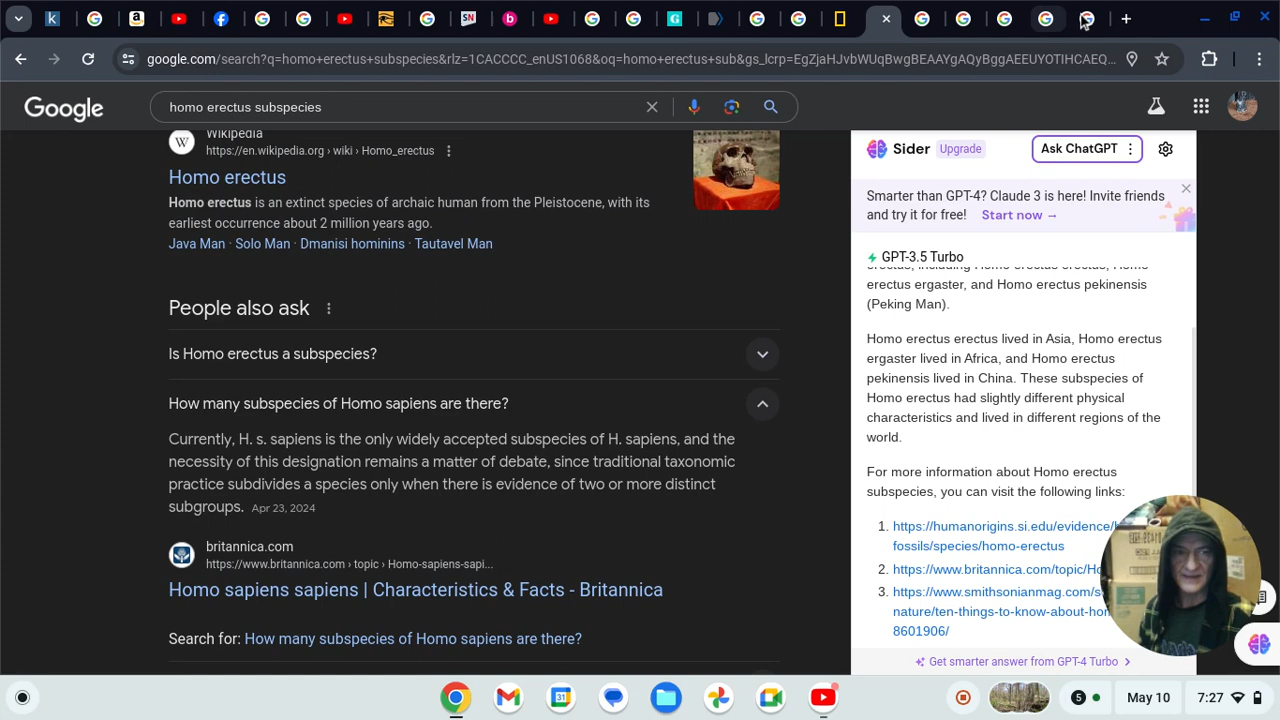 google.com/search?q=homo+erectus+subspecies&rlz=1CACCCC_enUS1068&oq=homo+erectus+sub&gs_lcrp=EgZjaHJvbWUqBwgBEAAYgAQyBggAEEUYOTIHCAEQ...
Google
homo erectus subspecies
Wikipedia
https://en.wikipedia.org › wiki › Homo_erectus
Homo erectus
Homo erectus is an extinct species of archaic human from the Pleistocene, with its
earliest occurrence about 2 million years ago.
Java Man · Solo Man · Dmanisi hominins · Tautavel Man
People also ask
Is Homo erectus a subspecies?
How many subspecies of Homo sapiens are there?
Currently, H. s. sapiens is the only widely accepted subspecies of H. sapiens, and the
necessity of this designation remains a matter of debate, since traditional taxonomic
practice subdivides a species only when there is evidence of two or more distinct
subgroups. Apr 23, 2024
britannica.com
https://www.britannica.com › topic › Homo-sapiens-sapi...
Homo sapiens sapiens | Characteristics & Facts - Britannica
Search for: How many subspecies of Homo sapiens are there?
Sider Upgrade
Ask ChatGPT
Smarter than GPT-4? Claude 3 is here! Invite friends
and try it for free! Start now →
GPT-3.5 Turbo
erectus, including Homo erectus erectus, Homo
erectus ergaster, and Homo erectus pekinensis
(Peking Man).
Homo erectus erectus lived in Asia, Homo erectus
ergaster lived in Africa, and Homo erectus
pekinensis lived in China. These subspecies of
Homo erectus had slightly different physical
characteristics and lived in different regions of the
world.
For more information about Homo erectus
subspecies, you can visit the following links:
1. https://humanorigins.si.edu/evidence/
fossils/species/homo-erectus
2. https://www.britannica.com/topic/Ho
3. https://www.smithsonianmag.com/s
nature/ten-things-to-know-about-hom
8601906/
Get smarter answer from GPT-4 Turbo
5
May 10
7:27